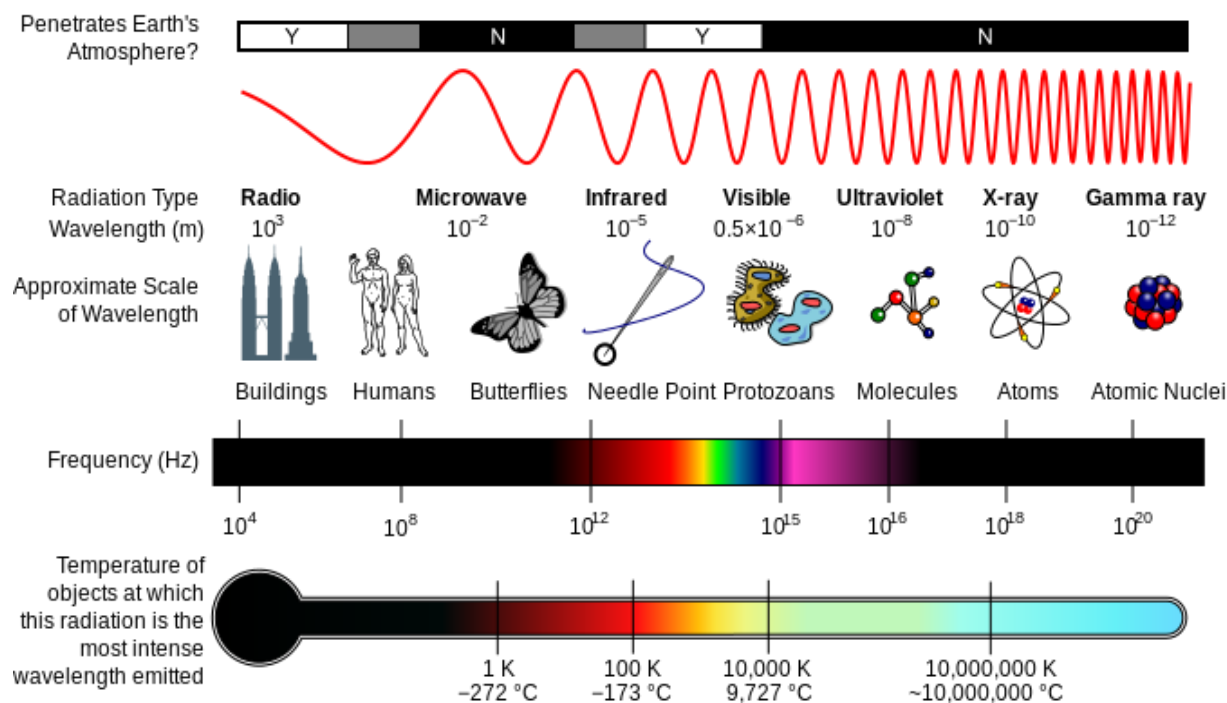 Penetrates Earth's
Atmosphere?
Y N Y N
Radiation Type
Radio Microwave Infrared Visible Ultraviolet X-ray Gamma ray
Wavelength (m)
10³ 10⁻² 10⁻⁵ 0.5×10⁻⁶ 10⁻⁸ 10⁻¹⁰ 10⁻¹²
Approximate Scale
of Wavelength
Buildings Humans Butterflies Needle Point Protozoans Molecules Atoms Atomic Nuclei
Frequency (Hz)
10⁴ 10⁸ 10¹² 10¹⁵ 10¹⁶ 10¹⁸ 10²⁰
Temperature of
objects at which
this radiation is the
most intense
wavelength emitted
1 K 100 K 10,000 K 10,000,000 K
−272 °C −173 °C 9,727 °C ~10,000,000 °C